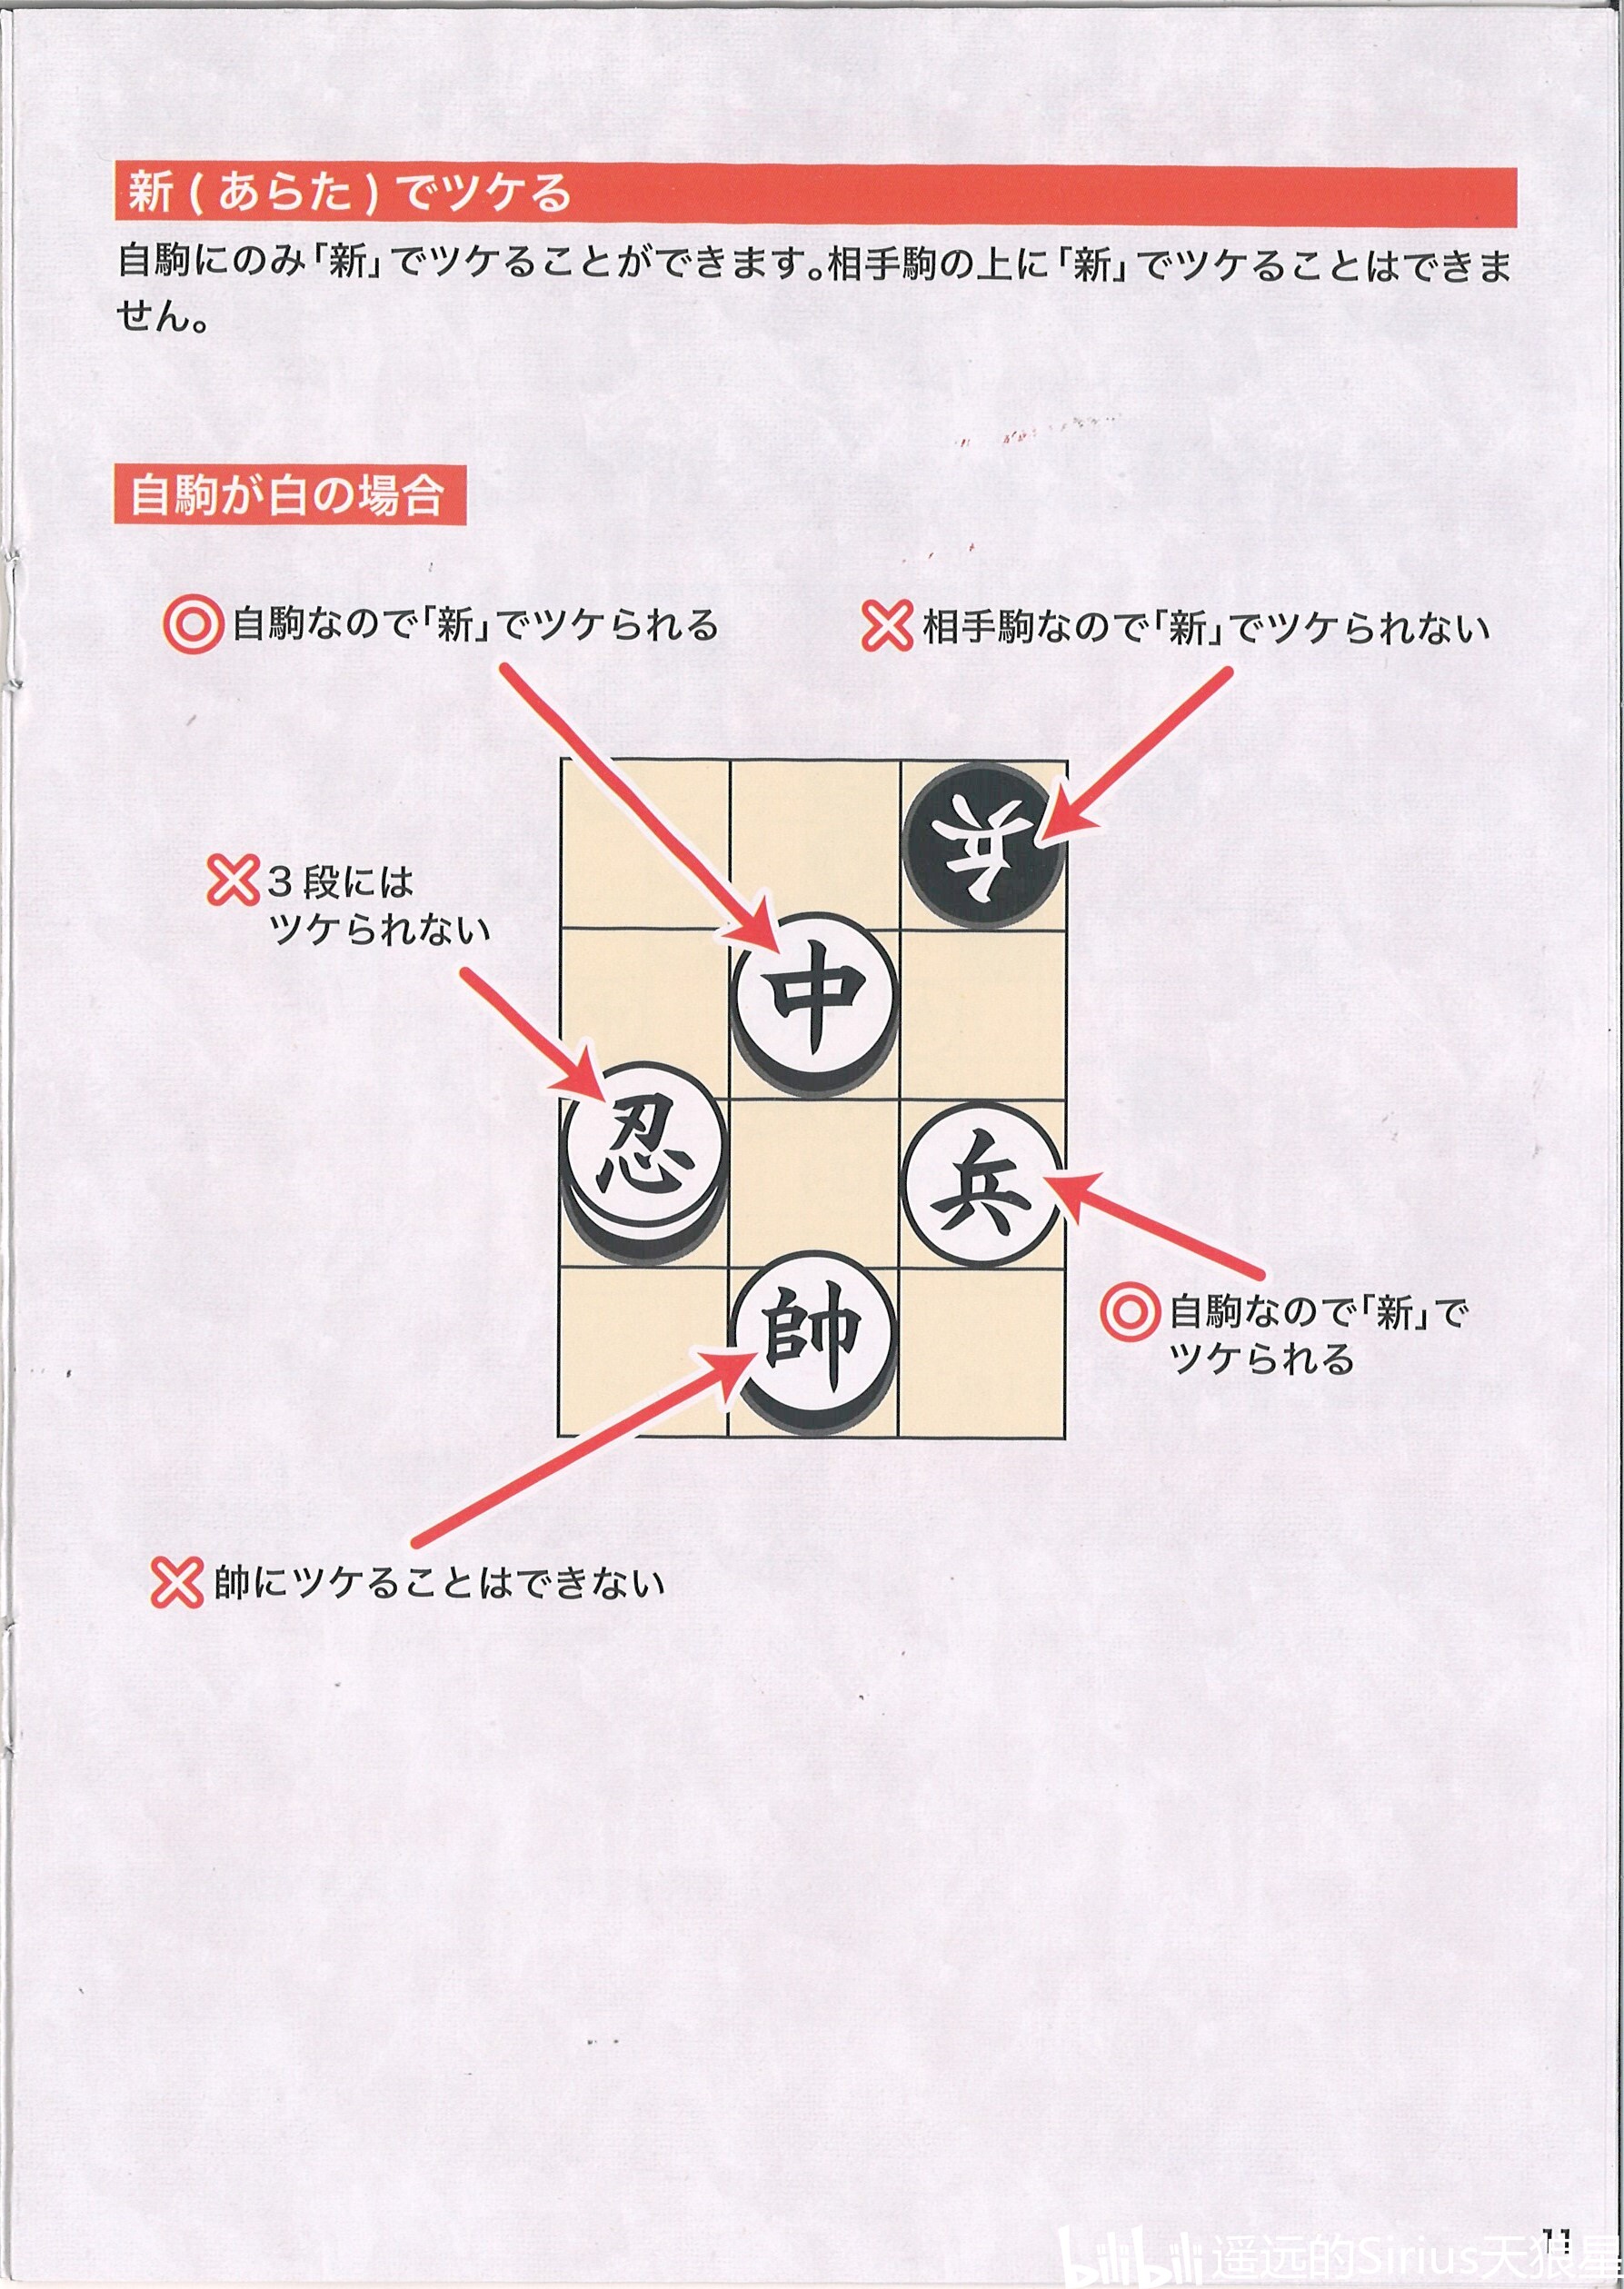 新(あらた)でツケる
自駒にのみ「新」でツケることができます。相手駒の上に「新」でツケることはできま
せん。
自駒が白の場合
自駒なので「新」でツケられる
相手駒なので「新」でツケられない
兵
3段には
ツケられない
中
忍
兵
自駒なので「新」で
ツケられる
帥
帥にツケることはできない
11
bilibili 遥远的Sirius天狼星